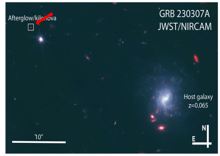 GRB 230307A
JWST/NIRCAM
Afterglow/kilonova
Host galaxy
z=0.065
10"
N
E